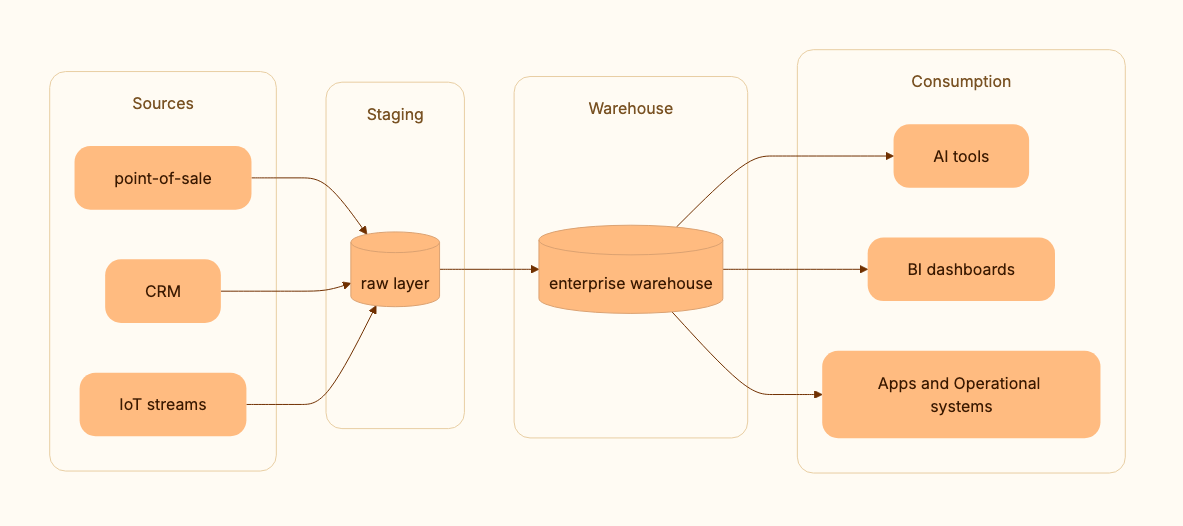 Sources
point-of-sale
CRM
IoT streams
Staging
raw layer
Warehouse
enterprise warehouse
Consumption
AI tools
BI dashboards
Apps and Operational
systems